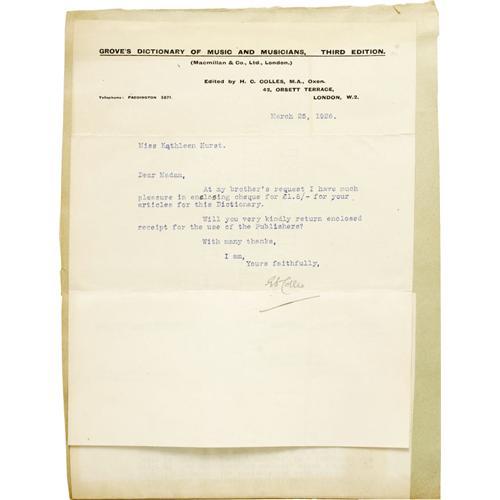 GROVE'S DICTIONARY OF MUSIC AND MUSICIANS, THIRD EDITION.
(Macmillan & Co., Ltd., London.)
Edited by H. C. COLLES, M.A., Oxon.
Telephone: PADDINGTON 5871.
42, ORSETT TERRACE,
LONDON, W.2.
March 25, 1926.
Miss Kathleen Hurst.
Dear Madam,
At my brother's request I have much
pleasure in enclosing cheque for £1.8/- for your
articles for this Dictionary.
Will you very kindly return enclosed
receipt for the use of the Publishers?
With many thanks,
I am,
Yours faithfully,
Colles